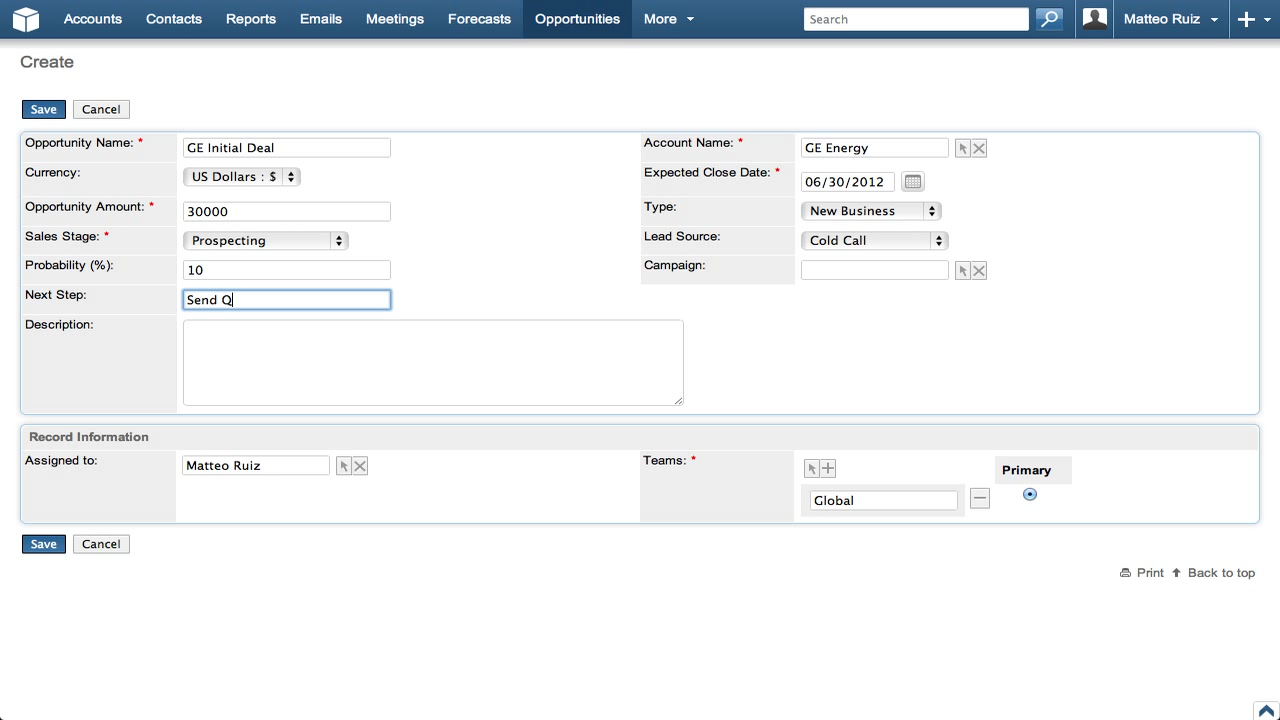 Accounts Contacts Reports Emails Meetings Forecasts Opportunities More Search Matteo Ruiz
Create
Save Cancel
Opportunity Name: * GE Initial Deal Account Name: * GE Energy
Currency: US Dollars : $ Expected Close Date: * 06/30/2012
Opportunity Amount: * 30000 Type: New Business
Sales Stage: * Prospecting Lead Source: Cold Call
Probability (%): 10 Campaign:
Next Step: Send Q
Description:
Record Information
Assigned to: Matteo Ruiz Teams: * Primary
Global
Save Cancel
Print Back to top